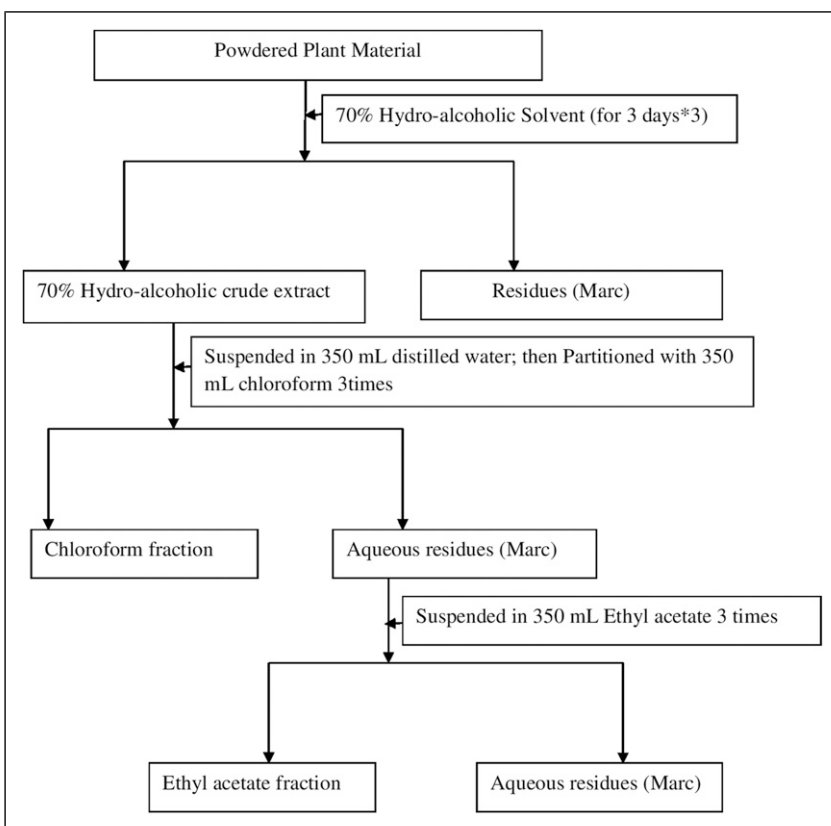 Powdered Plant Material
70% Hydro-alcoholic Solvent (for 3 days*3)
70% Hydro-alcoholic crude extract
Residues (Marc)
Suspended in 350 mL distilled water; then Partitioned with 350
mL chloroform 3times
Chloroform fraction
Aqueous residues (Marc)
Suspended in 350 mL Ethyl acetate 3 times
Ethyl acetate fraction
Aqueous residues (Marc)